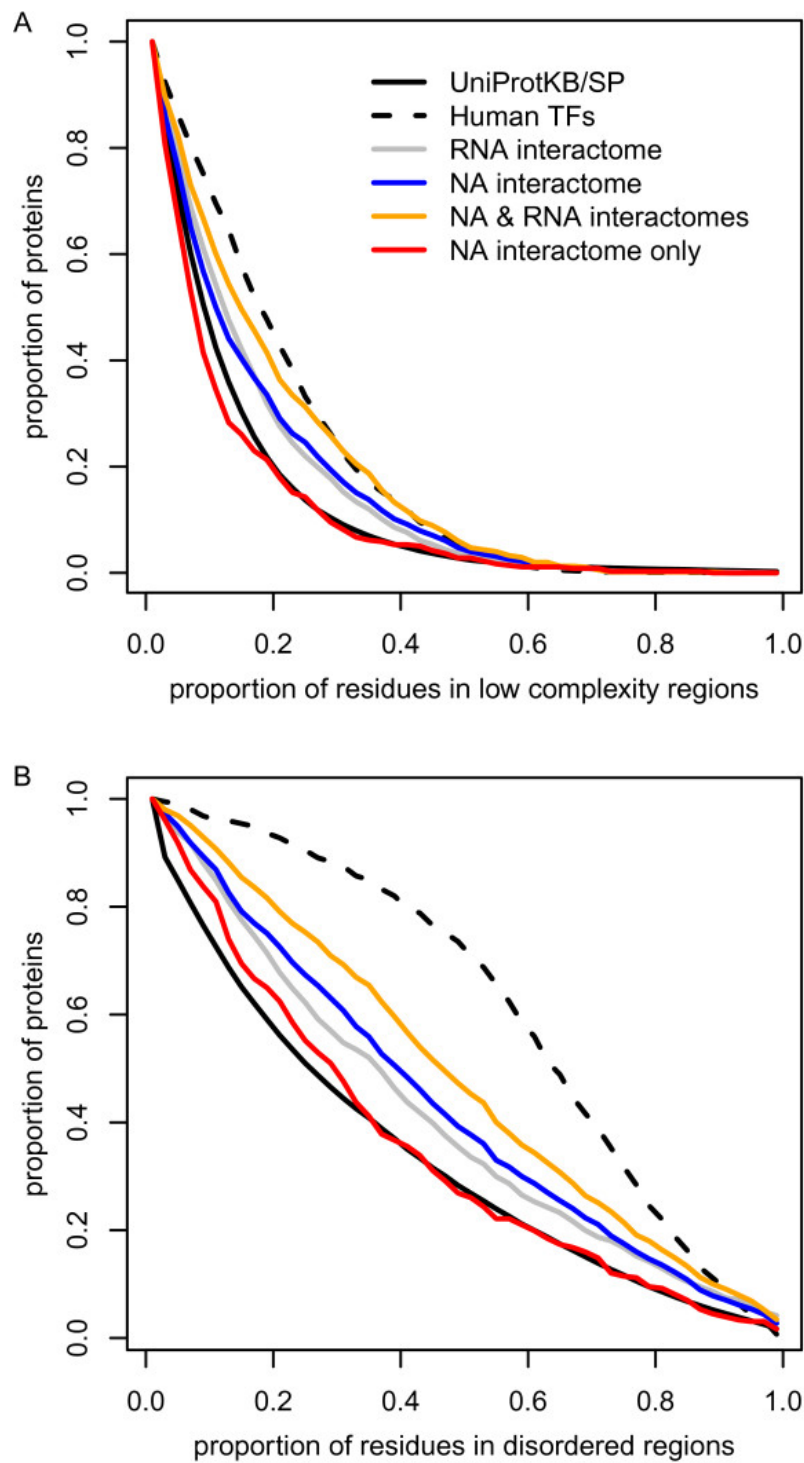 A
UniProtKB/SP
Human TFs
RNA interactome
NA interactome
NA & RNA interactomes
NA interactome only
proportion of proteins
1.0
0.8
0.6
0.4
0.2
0.0
0.0 0.2 0.4 0.6 0.8 1.0
proportion of residues in low complexity regions
B
proportion of proteins
1.0
0.8
0.6
0.4
0.2
0.0
0.0 0.2 0.4 0.6 0.8 1.0
proportion of residues in disordered regions